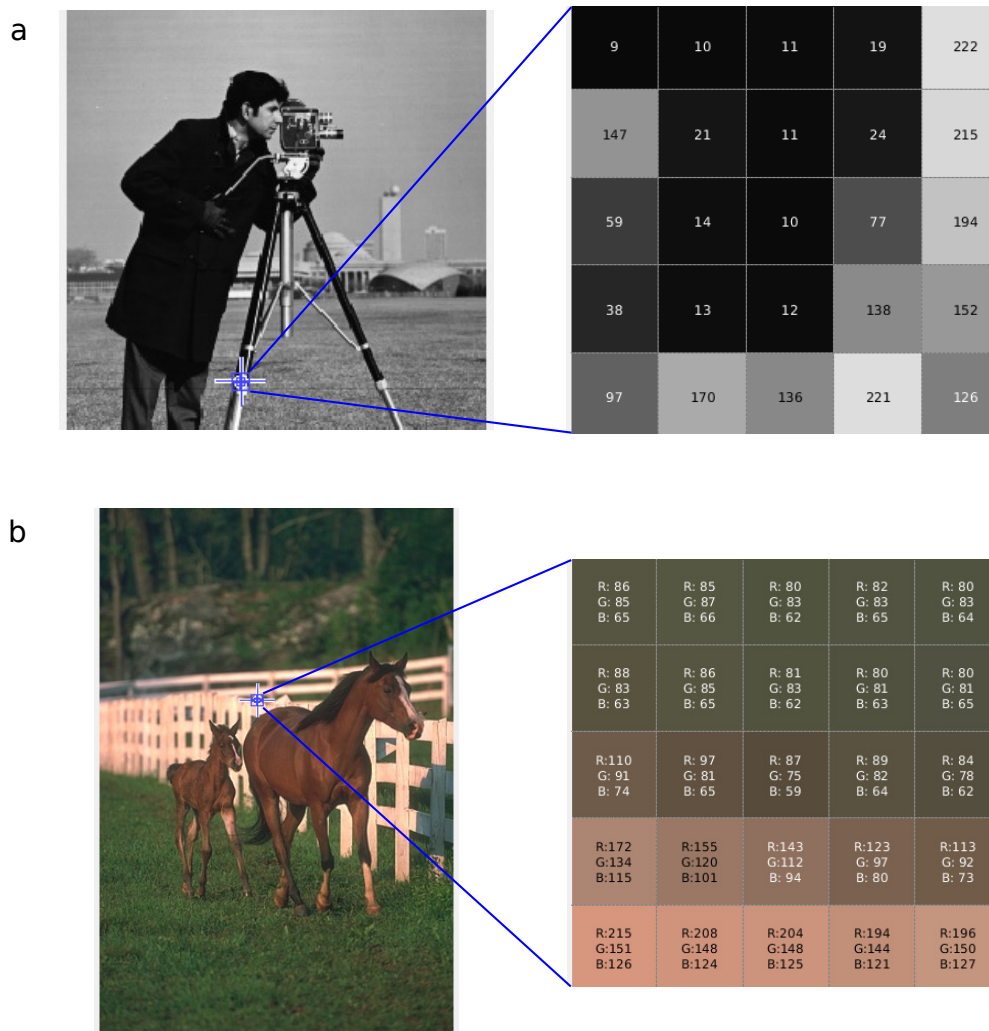 a
9 10 11 19 222
147 21 11 24 215
59 14 10 77 194
38 13 12 138 152
97 170 136 221 126
b
R: 86 R: 85 R: 80 R: 82 R: 80
G: 85 G: 87 G: 83 G: 83 G: 83
B: 65 B: 66 B: 62 B: 65 B: 64
R: 88 R: 86 R: 81 R: 80 R: 80
G: 83 G: 85 G: 83 G: 81 G: 81
B: 63 B: 65 B: 62 B: 63 B: 65
R:110 R: 97 R: 87 R: 89 R: 84
G: 91 G: 81 G: 75 G: 82 G: 78
B: 74 B: 65 B: 59 B: 64 B: 62
R:172 R:155 R:143 R:123 R:113
G:134 G:120 G:112 G: 97 G: 92
B:115 B:101 B: 94 B: 80 B: 73
R:215 R:208 R:204 R:194 R:196
G:151 G:148 G:148 G:144 G:150
B:126 B:124 B:125 B:121 B:127